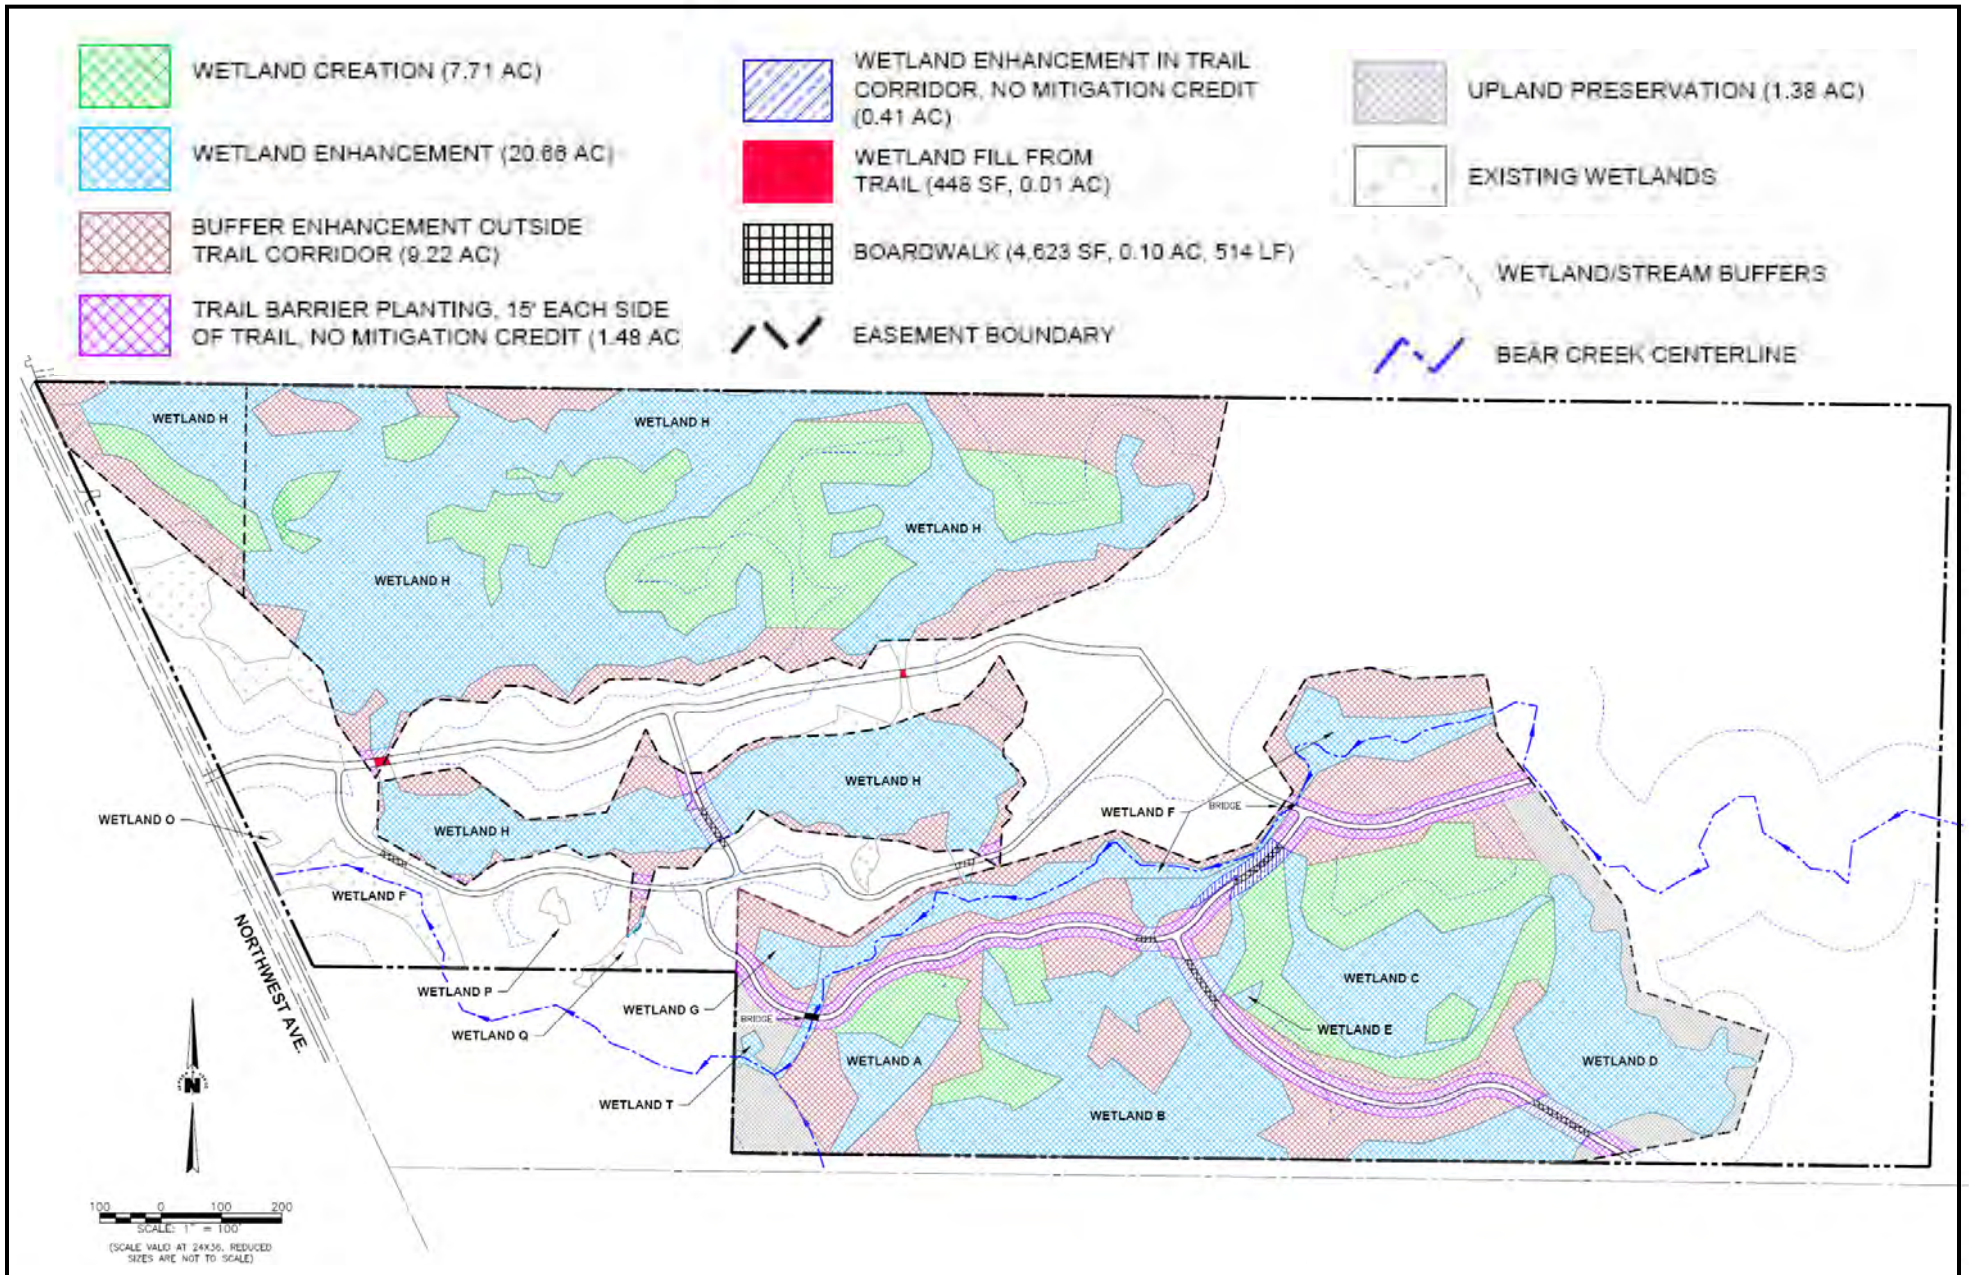 WETLAND CREATION (7.71 AC)
WETLAND ENHANCEMENT (20.66 AC)
BUFFER ENHANCEMENT OUTSIDE
TRAIL CORRIDOR (9.22 AC)
TRAIL BARRIER PLANTING, 15' EACH SIDE
OF TRAIL, NO MITIGATION CREDIT (1.48 AC
WETLAND ENHANCEMENT IN TRAIL
CORRIDOR, NO MITIGATION CREDIT
(0.41 AC)
WETLAND FILL FROM
TRAIL (448 SF, 0.01 AC)
BOARDWALK (4,623 SF, 0.10 AC, 514 LF)
EASEMENT BOUNDARY
UPLAND PRESERVATION (1.38 AC)
EXISTING WETLANDS
WETLAND/STREAM BUFFERS
BEAR CREEK CENTERLINE
WETLAND H
WETLAND H
WETLAND H
WETLAND H
WETLAND H
WETLAND H
WETLAND O
WETLAND F
WETLAND F
BRIDGE
WETLAND P
WETLAND Q
WETLAND G
BRIDGE
WETLAND T
WETLAND A
WETLAND B
WETLAND C
WETLAND E
WETLAND D
NORTHWEST AVE.
N
100 0 100 200
SCALE: 1" = 100'
(SCALE VALID AT 24X36, REDUCED
SIZES ARE NOT TO SCALE)